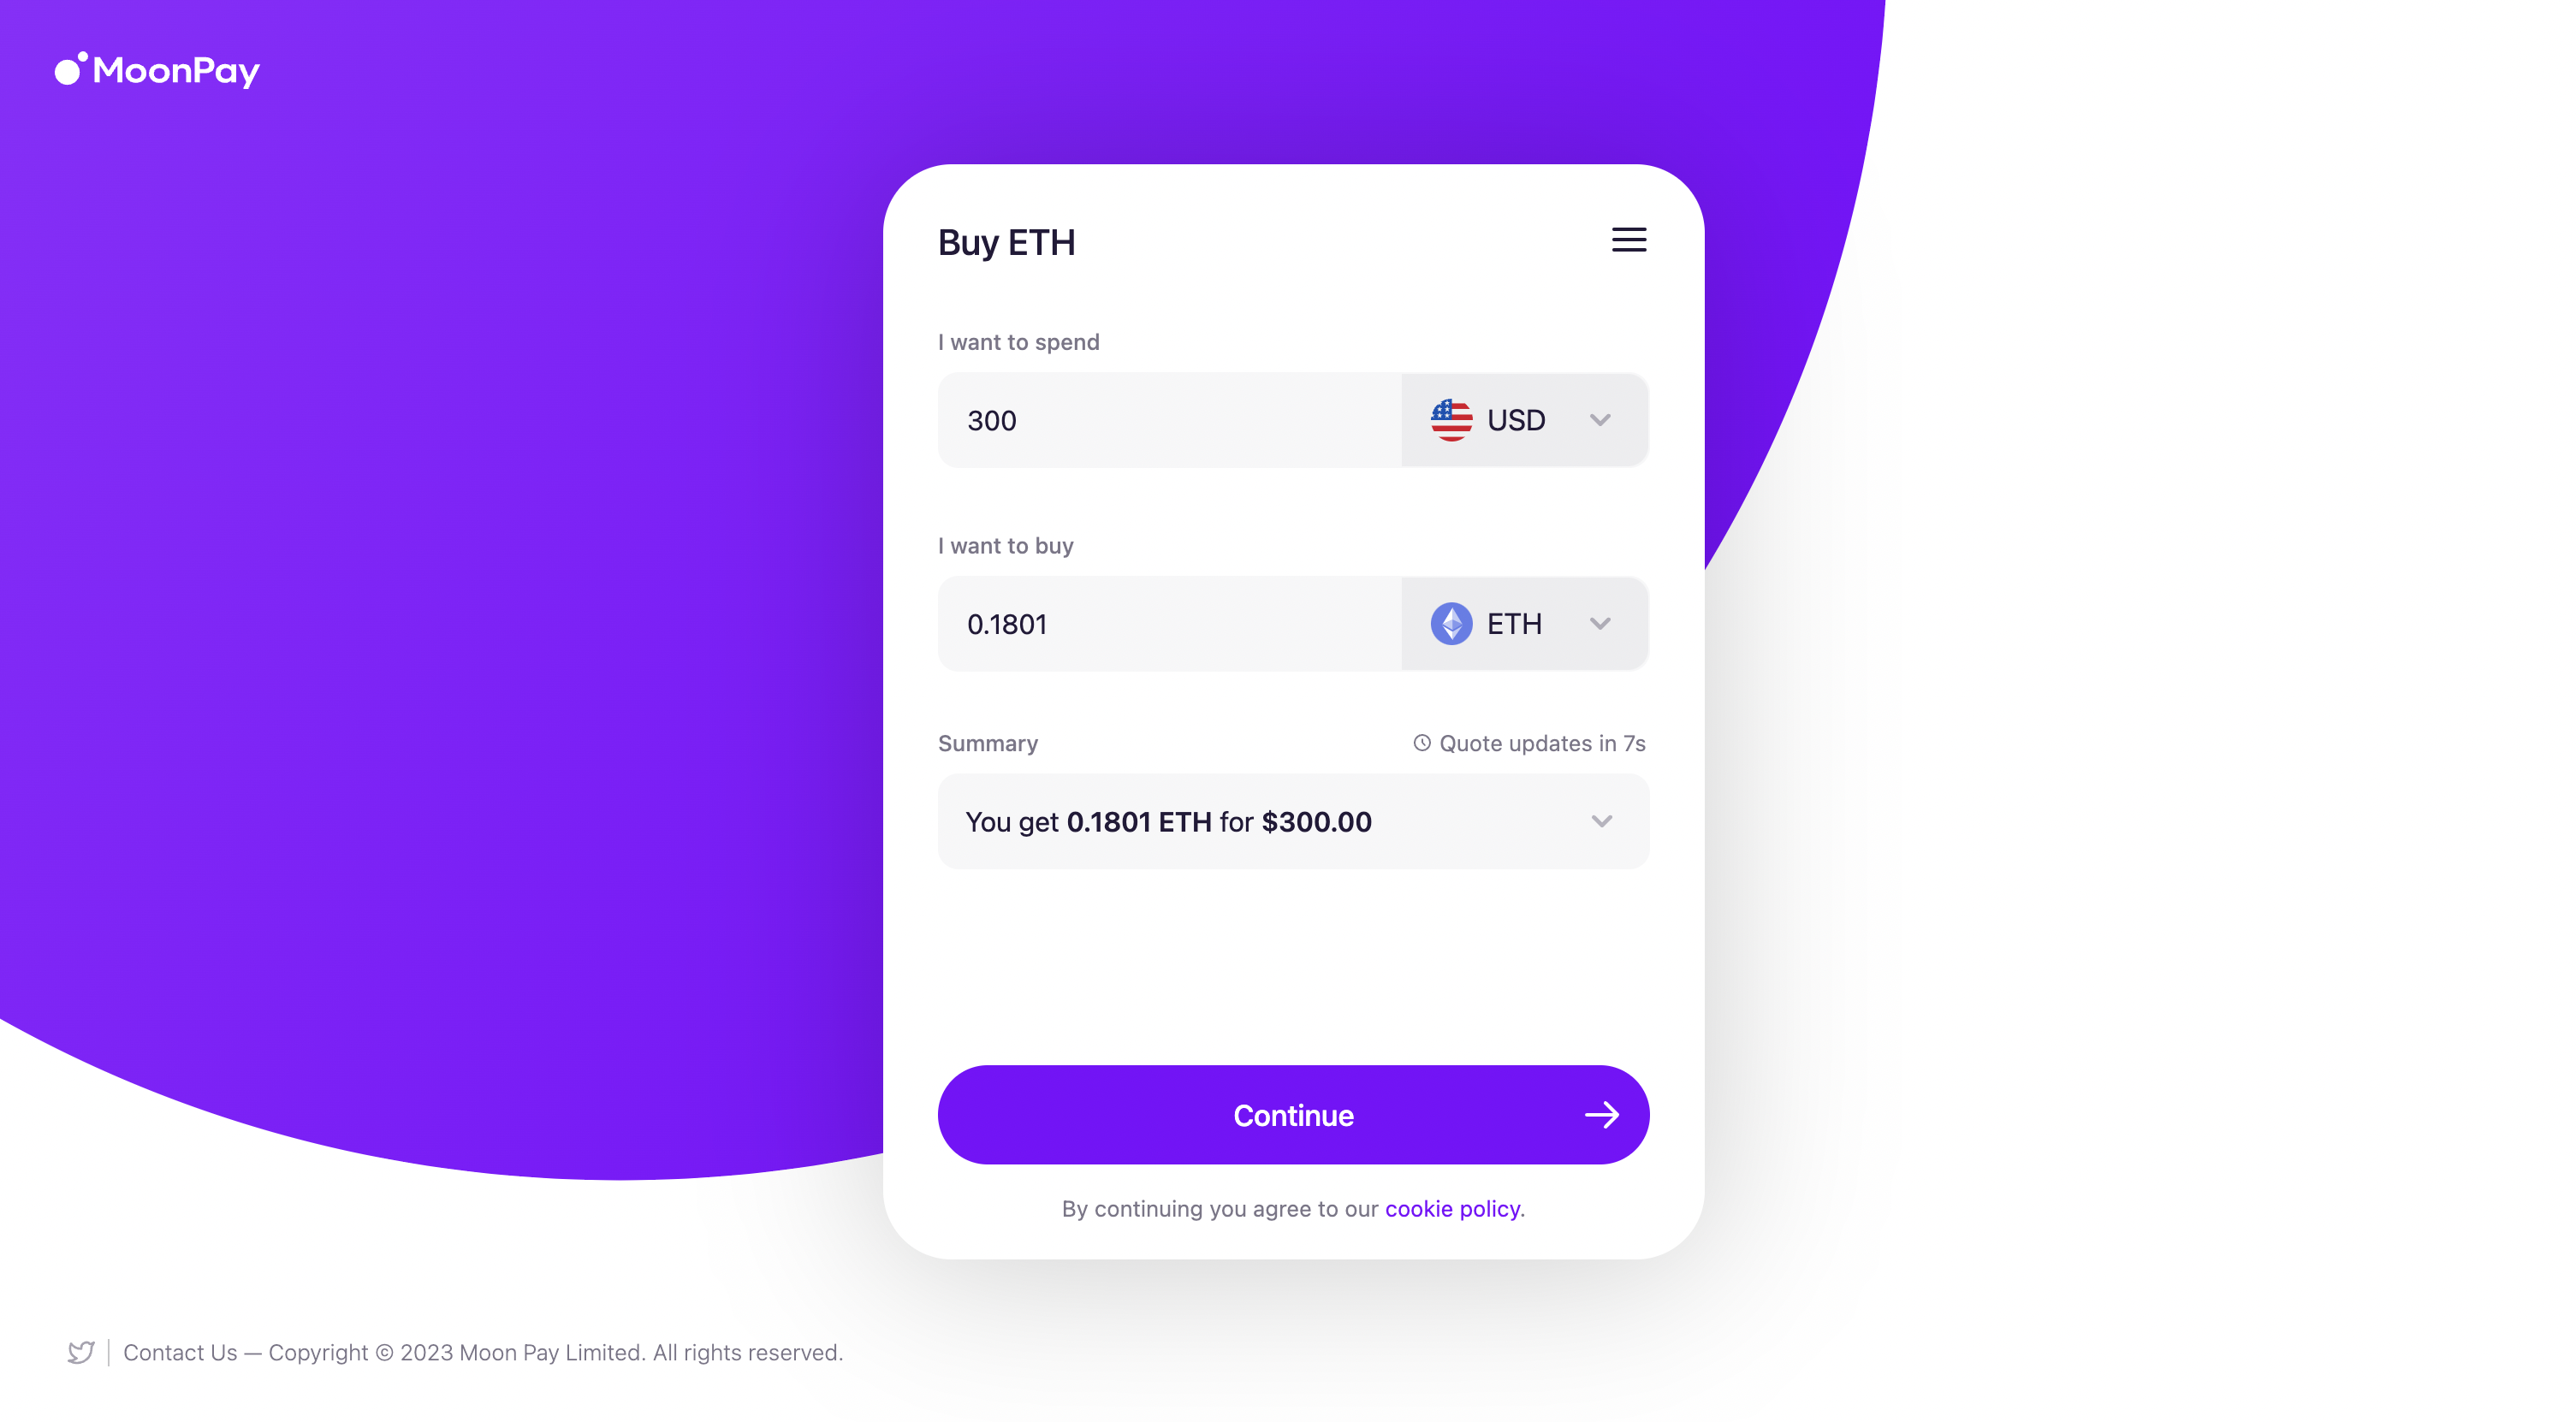 MoonPay
Buy ETH
I want to spend
300
USD
I want to buy
0.1801
ETH
Summary
Quote updates in 7s
You get 0.1801 ETH for $300.00
Continue
By continuing you agree to our cookie policy.
Contact Us — Copyright © 2023 Moon Pay Limited. All rights reserved.